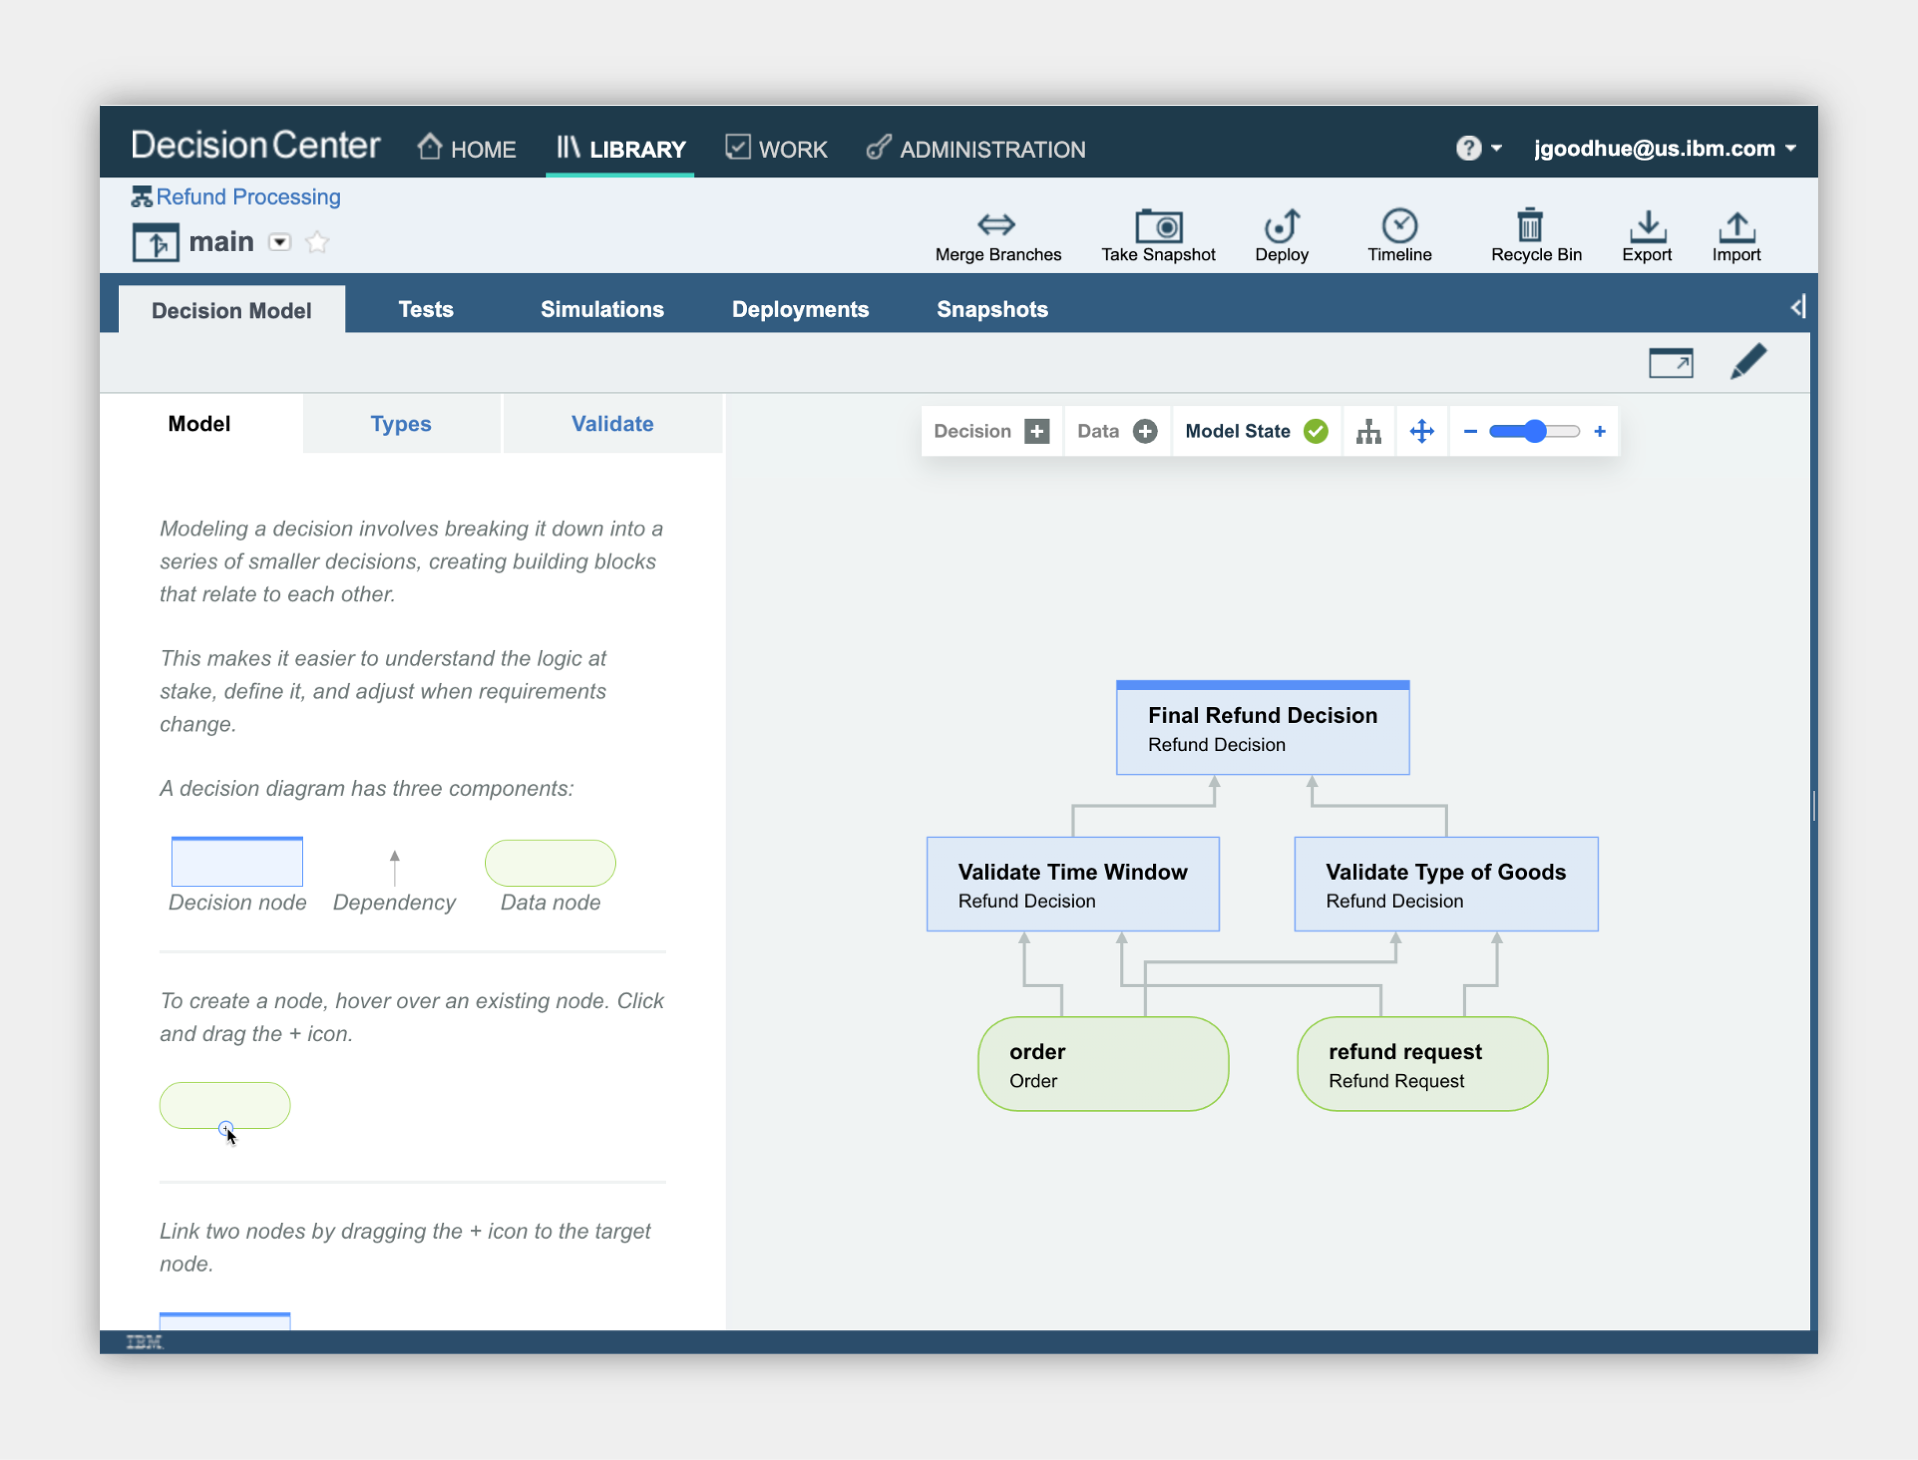 Decision Center
HOME
LIBRARY
WORK
ADMINISTRATION
?
jgoodhue@us.ibm.com
Refund Processing
main
Merge Branches
Take Snapshot
Deploy
Timeline
Recycle Bin
Export
Import
Decision Model
Tests
Simulations
Deployments
Snapshots
Model
Types
Validate
Decision
Data
Model State
Modeling a decision involves breaking it down into a
series of smaller decisions, creating building blocks
that relate to each other.
This makes it easier to understand the logic at
stake, define it, and adjust when requirements
change.
A decision diagram has three components:
Decision node
Dependency
Data node
To create a node, hover over an existing node. Click
and drag the + icon.
Link two nodes by dragging the + icon to the target
node.
Final Refund Decision
Refund Decision
Validate Time Window
Refund Decision
Validate Type of Goods
Refund Decision
order
Order
refund request
Refund Request
IBM